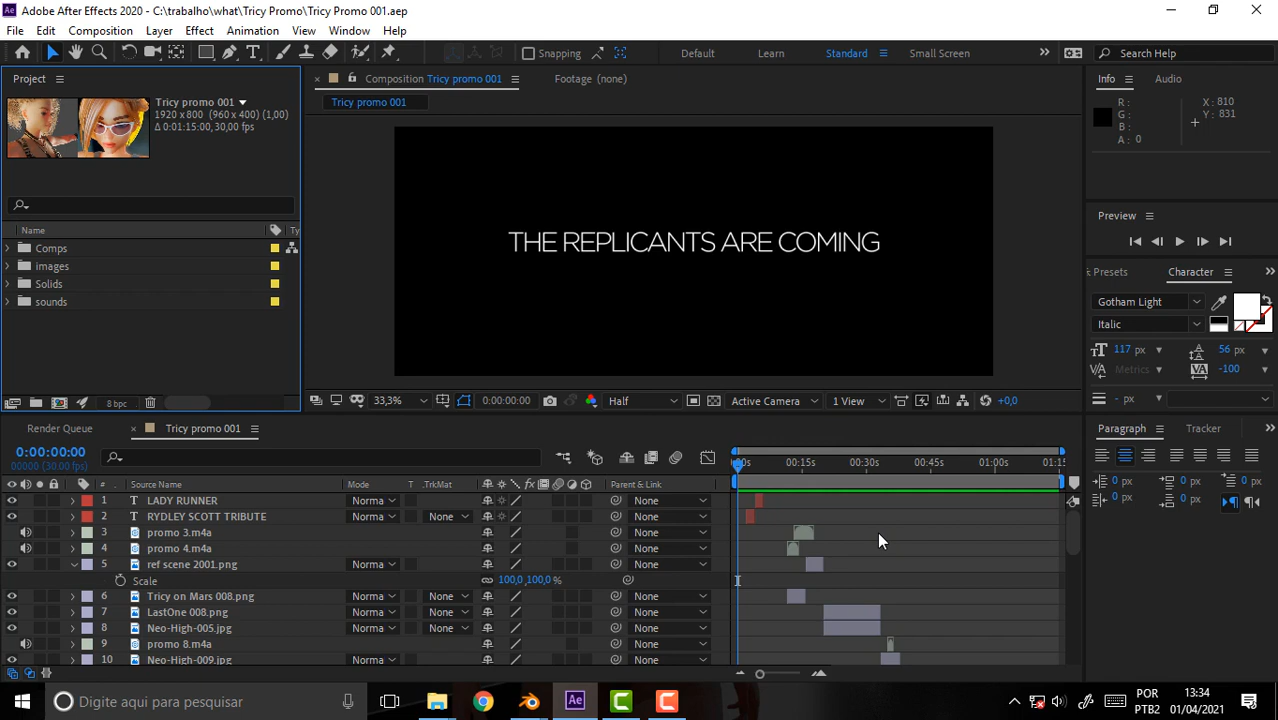 Adobe After Effects 2020 - C:\trabalho\what\Tricy Promo\Tricy Promo 001.aep
File Edit Composition Layer Effect Animation View Window Help
Snapping Default Learn Standard Small Screen Search Help
Project
Composition Tricy promo 001
Footage (none)
Info Audio
Tricy promo 001
1920 x 800 (960 x 400) (1,00)
Δ 0:01:15:00, 30,00 fps
Tricy promo 001
R : X : 810
G : Y : 831
B :
A : 0
THE REPLICANTS ARE COMING
Name Ty
Comps
images
Solids
sounds
Preview
Presets Character
Gotham Light
Italic
117 px 56 px
Metrics -100
- px
8 bpc
33,3% 0:00:00:00 Half Active Camera 1 View +0,0
Render Queue Tricy promo 001
Paragraph Tracker
0:00:00:00
00000 (30.00 fps)
00s 00:15s 00:30s 00:45s 01:00s 01:15
0 px 0 px 0 px
0 px 0 px
# Source Name Mode T .TrkMat Parent & Link
1 T LADY RUNNER Norma None
2 T RYDLEY SCOTT TRIBUTE Norma None None
3 promo 3.m4a None
4 promo 4.m4a None
5 ref scene 2001.png Norma None
Scale 100,0,100,0 %
6 Tricy on Mars 008.png Norma None None
7 LastOne 008.png Norma None None
8 Neo-High-005.jpg Norma None None
9 promo 8.m4a None
10 Neo-High-009.jpg Norma None
Digite aqui para pesquisar
POR
PTB2
13:34
01/04/2021